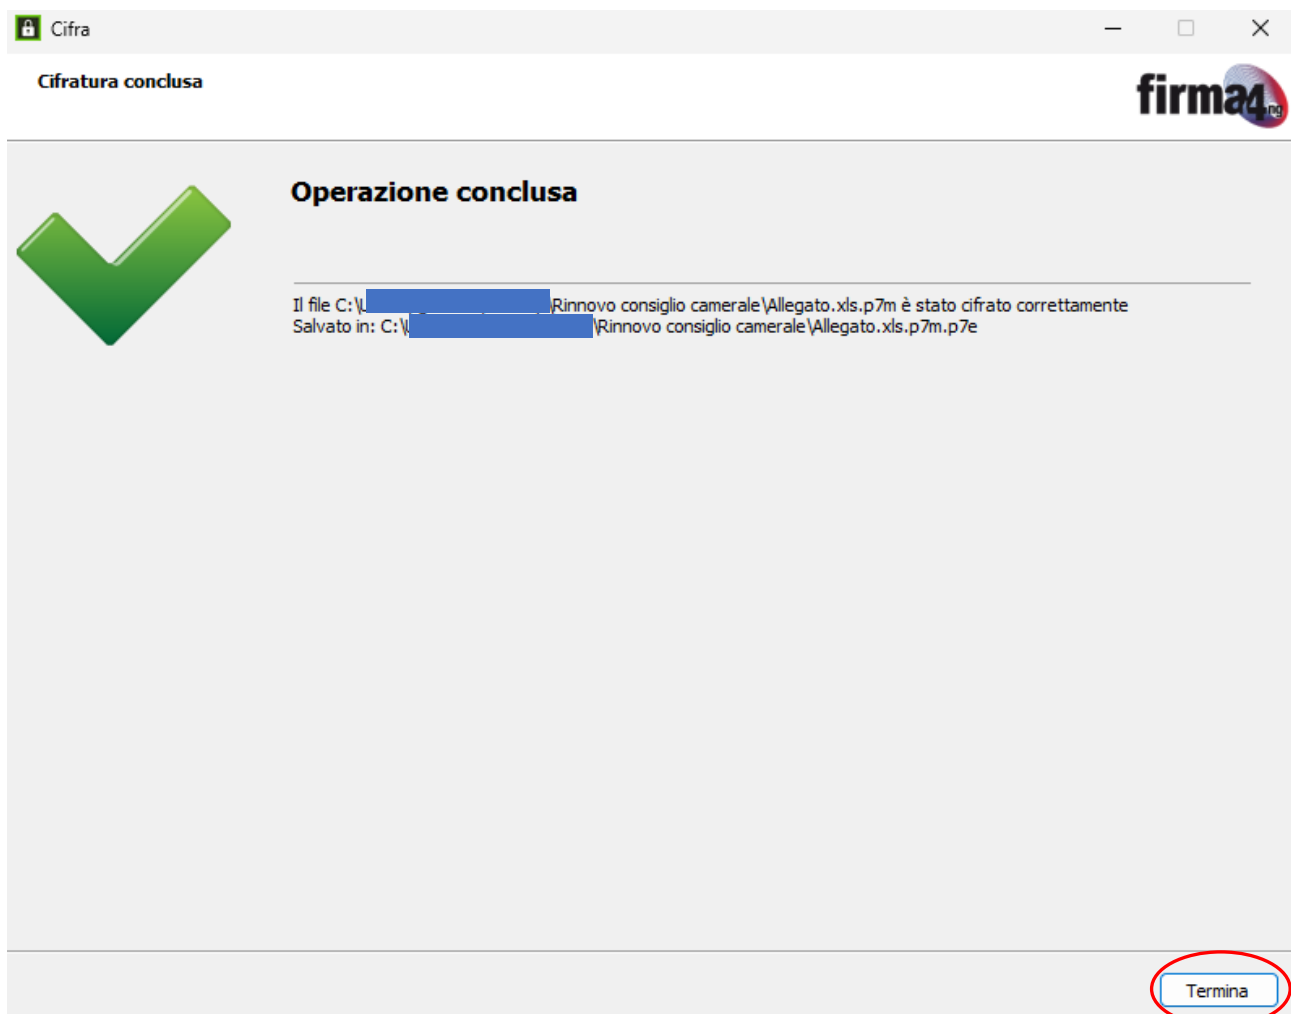 Cifra
Cifratura conclusa
firma4ng
Operazione conclusa
Il file C:\ \Rinnovo consiglio camerale\Allegato.xls.p7m è stato cifrato correttamente
Salvato in: C:\ \Rinnovo consiglio camerale\Allegato.xls.p7m.p7e
Termina